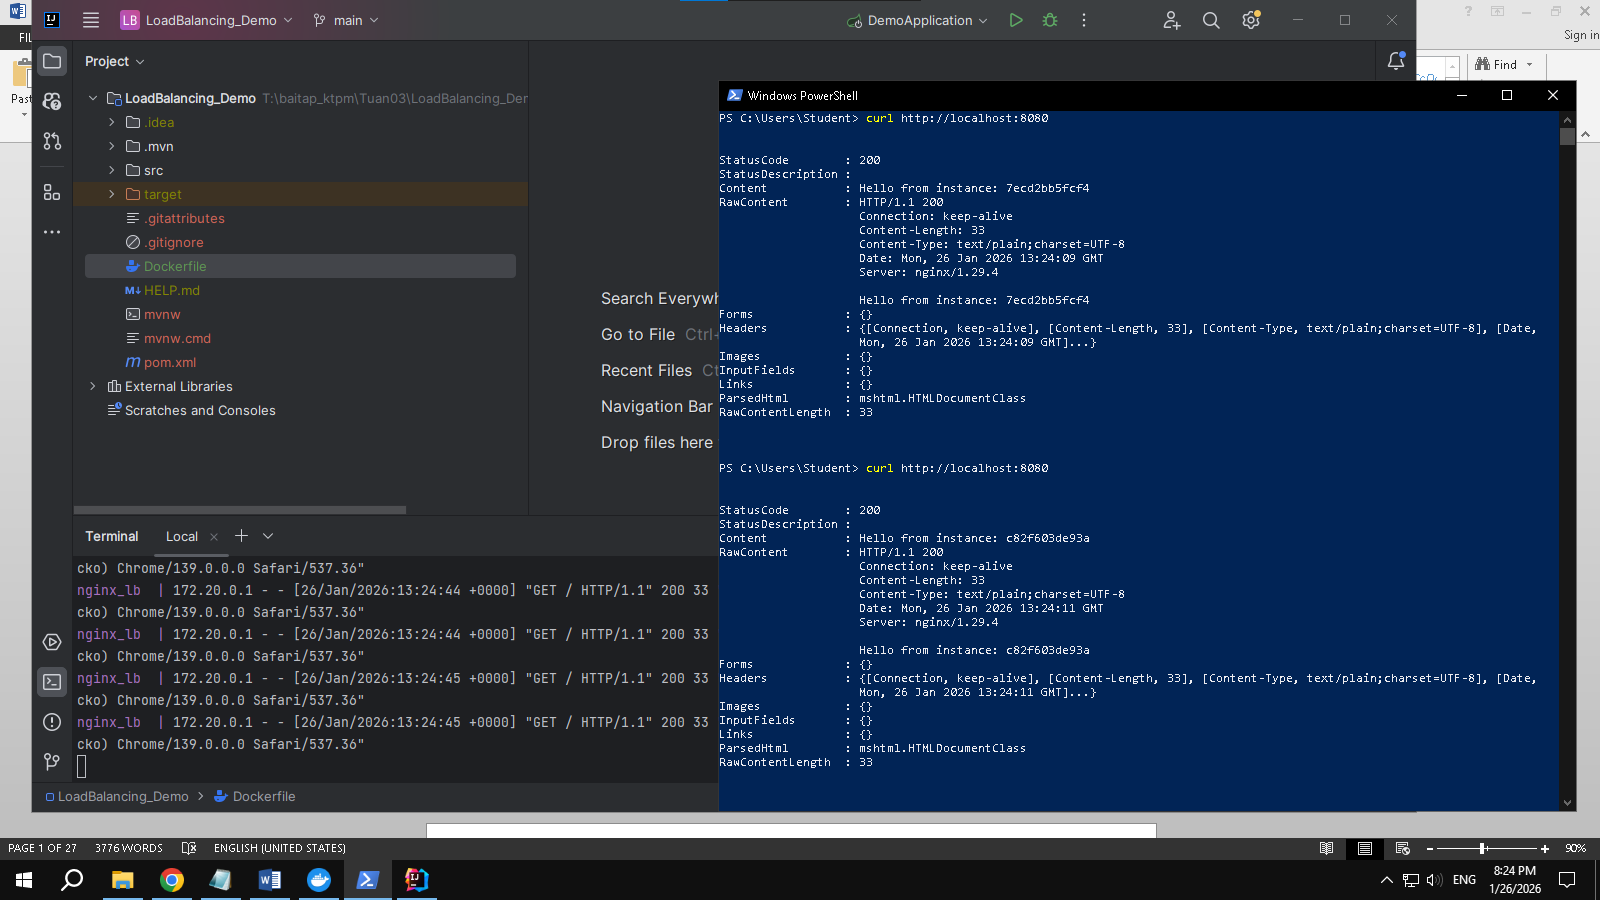 FIL
Past
LB LoadBalancing_Demo
main
DemoApplication
Sign in
Find
Project
LoadBalancing_Demo T:\baitap_ktpm\Tuan03\LoadBalancing_Der
.idea
.mvn
src
target
.gitattributes
.gitignore
Dockerfile
M↓ HELP.md
mvnw
mvnw.cmd
m pom.xml
External Libraries
Scratches and Consoles
Search Everywh
Go to File Ctrl+
Recent Files Ct
Navigation Bar
Drop files here
Terminal Local
cko) Chrome/139.0.0.0 Safari/537.36"
nginx_lb | 172.20.0.1 - - [26/Jan/2026:13:24:44 +0000] "GET / HTTP/1.1" 200 33
cko) Chrome/139.0.0.0 Safari/537.36"
nginx_lb | 172.20.0.1 - - [26/Jan/2026:13:24:44 +0000] "GET / HTTP/1.1" 200 33
cko) Chrome/139.0.0.0 Safari/537.36"
nginx_lb | 172.20.0.1 - - [26/Jan/2026:13:24:45 +0000] "GET / HTTP/1.1" 200 33
cko) Chrome/139.0.0.0 Safari/537.36"
nginx_lb | 172.20.0.1 - - [26/Jan/2026:13:24:45 +0000] "GET / HTTP/1.1" 200 33
cko) Chrome/139.0.0.0 Safari/537.36"
LoadBalancing_Demo > Dockerfile
Windows PowerShell
PS C:\Users\Student> curl http://localhost:8080
StatusCode : 200
StatusDescription :
Content : Hello from instance: 7ecd2bb5fcf4
RawContent : HTTP/1.1 200
Connection: keep-alive
Content-Length: 33
Content-Type: text/plain;charset=UTF-8
Date: Mon, 26 Jan 2026 13:24:09 GMT
Server: nginx/1.29.4
Hello from instance: 7ecd2bb5fcf4
Forms : {}
Headers : {[Connection, keep-alive], [Content-Length, 33], [Content-Type, text/plain;charset=UTF-8], [Date,
Mon, 26 Jan 2026 13:24:09 GMT]...}
Images : {}
InputFields : {}
Links : {}
ParsedHtml : mshtml.HTMLDocumentClass
RawContentLength : 33
PS C:\Users\Student> curl http://localhost:8080
StatusCode : 200
StatusDescription :
Content : Hello from instance: c82f603de93a
RawContent : HTTP/1.1 200
Connection: keep-alive
Content-Length: 33
Content-Type: text/plain;charset=UTF-8
Date: Mon, 26 Jan 2026 13:24:11 GMT
Server: nginx/1.29.4
Hello from instance: c82f603de93a
Forms : {}
Headers : {[Connection, keep-alive], [Content-Length, 33], [Content-Type, text/plain;charset=UTF-8], [Date,
Mon, 26 Jan 2026 13:24:11 GMT]...}
Images : {}
InputFields : {}
Links : {}
ParsedHtml : mshtml.HTMLDocumentClass
RawContentLength : 33
PAGE 1 OF 27 3776 WORDS ENGLISH (UNITED STATES) 90%
ENG
8:24 PM
1/26/2026